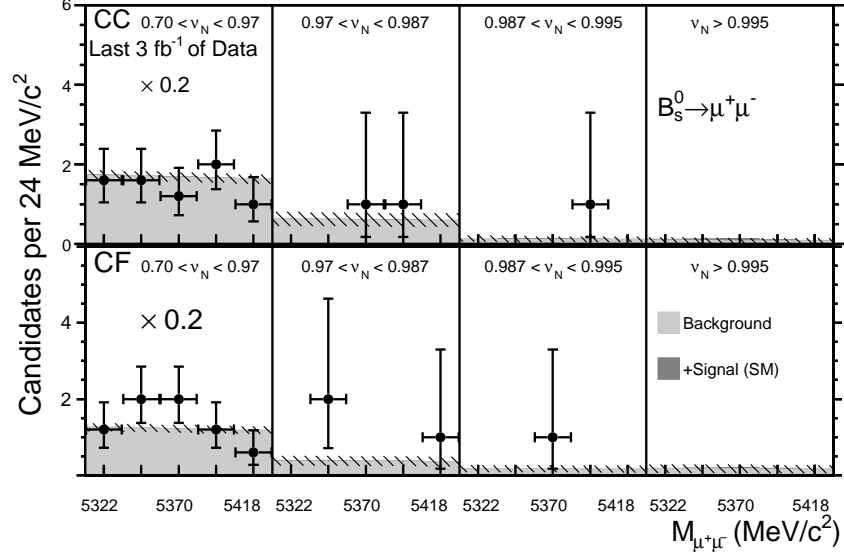 Candidates per 24 MeV/c²
6
4
2
0
CC
0.70 < ν_N < 0.97
0.97 < ν_N < 0.987
0.987 < ν_N < 0.995
ν_N > 0.995
Last 3 fb⁻¹ of Data
× 0.2
B_s^0→μ⁺μ⁻
CF
0.70 < ν_N < 0.97
0.97 < ν_N < 0.987
0.987 < ν_N < 0.995
ν_N > 0.995
4
2
× 0.2
Background
+Signal (SM)
5322 5370 5418 5322 5370 5418 5322 5370 5418 5322 5370 5418
M_μ⁺μ⁻ (MeV/c²)